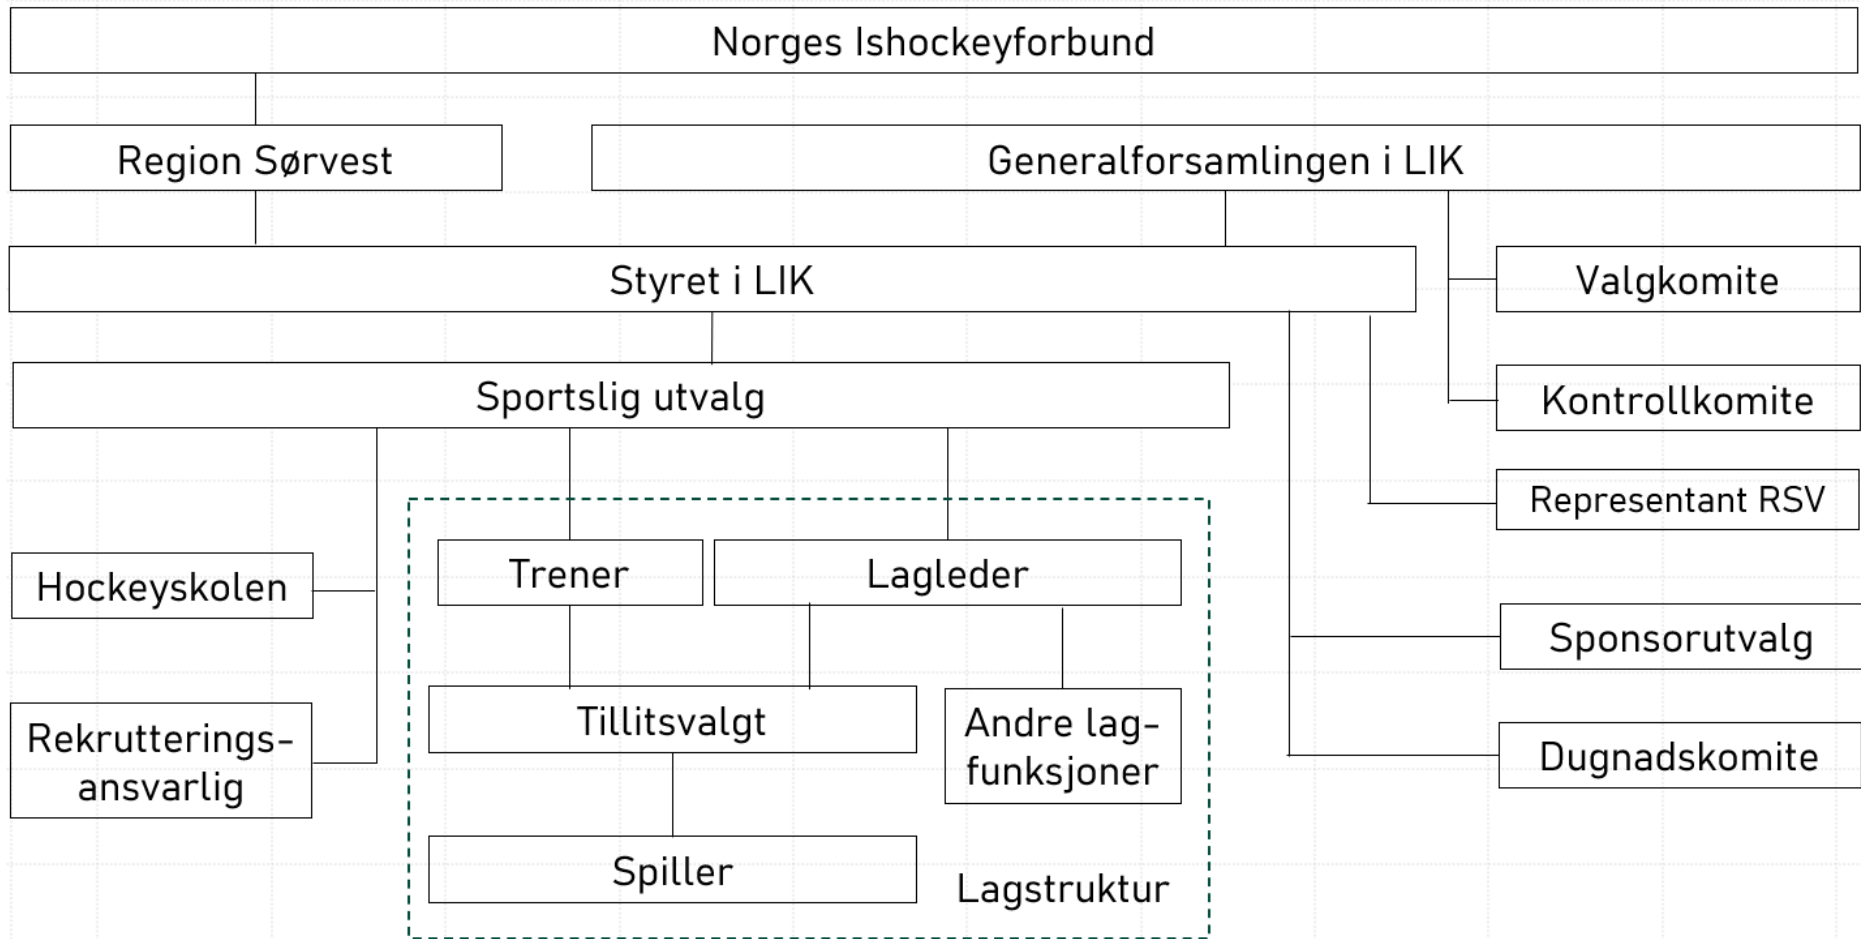 Norges Ishockeyforbund
Region Sørvest
Generalforsamlingen i LIK
Styret i LIK
Valgkomite
Sportslig utvalg
Kontrollkomite
Representant RSV
Trener
Lagleder
Hockeyskolen
Sponsorutvalg
Tillitsvalgt
Andre lag-
funksjoner
Rekrutterings-
ansvarlig
Dugnadskomite
Spiller
Lagstruktur